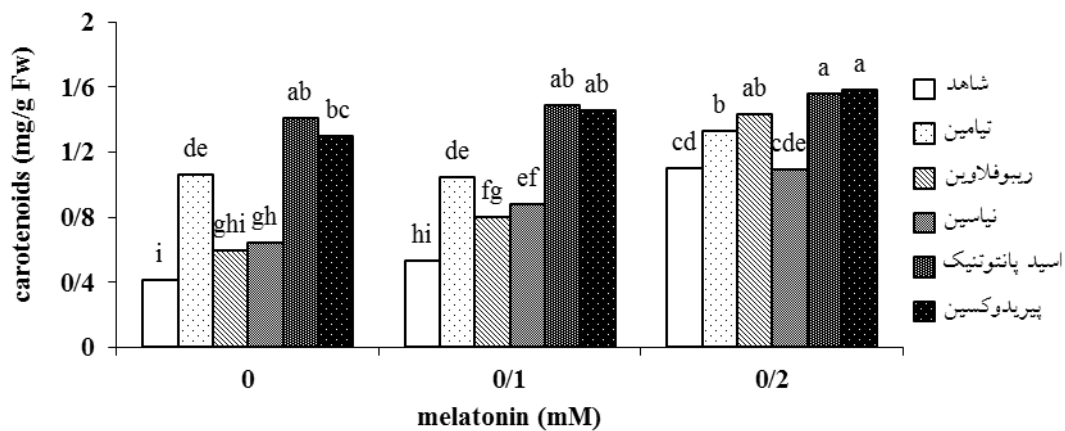 carotenoids (mg/g Fw)
2
1/6
1/2
0/8
0/4
0
i
de
ghi
gh
ab
bc
hi
de
fg
ef
ab
ab
cd
b
ab
cde
a
a
0
0/1
0/2
melatonin (mM)
شاهد
تیامین
ریبوفلاوین
نیاسین
اسید پانتوتنیک
پیریدوکسین